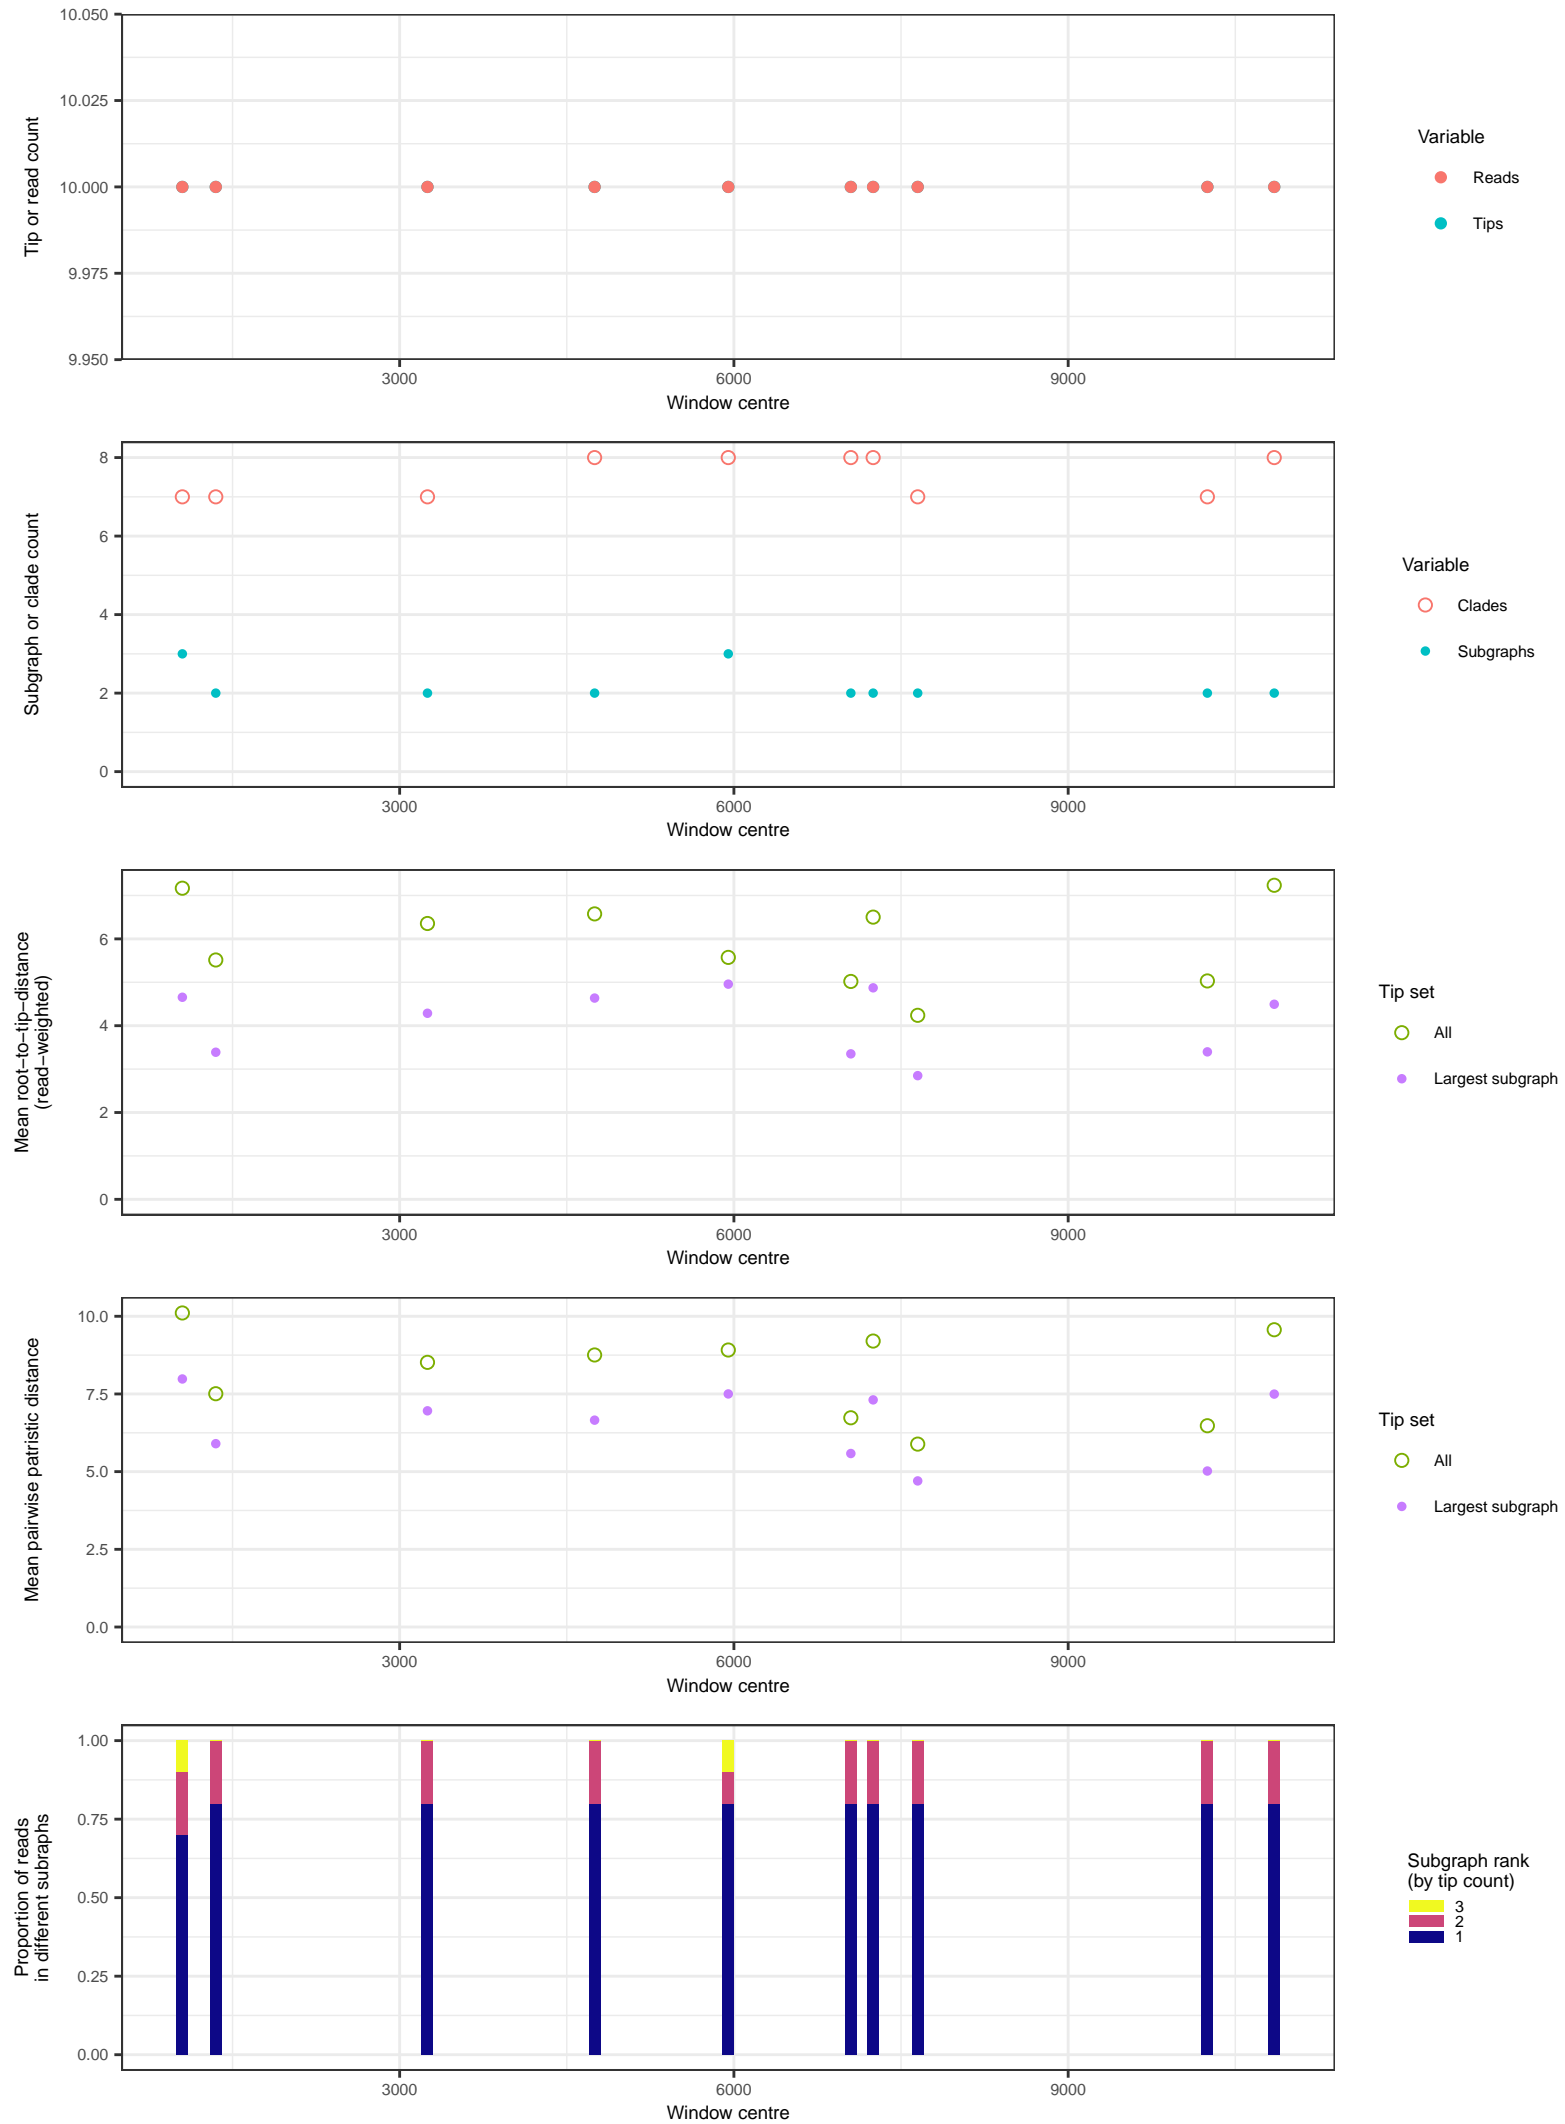 10.050
10.025
10.000
9.975
9.950
Tip or read count
3000 6000 9000
Window centre
Variable
Reads
Tips
8
6
4
2
0
Subgraph or clade count
3000 6000 9000
Window centre
Variable
Clades
Subgraphs
6
4
2
0
Mean root−to−tip−distance
(read−weighted)
3000 6000 9000
Window centre
Tip set
All
Largest subgraph
10.0
7.5
5.0
2.5
0.0
Mean pairwise patristic distance
3000 6000 9000
Window centre
Tip set
All
Largest subgraph
1.00
0.75
0.50
0.25
0.00
Proportion of reads
in different subraphs
3000 6000 9000
Window centre
Subgraph rank
(by tip count)
3
2
1